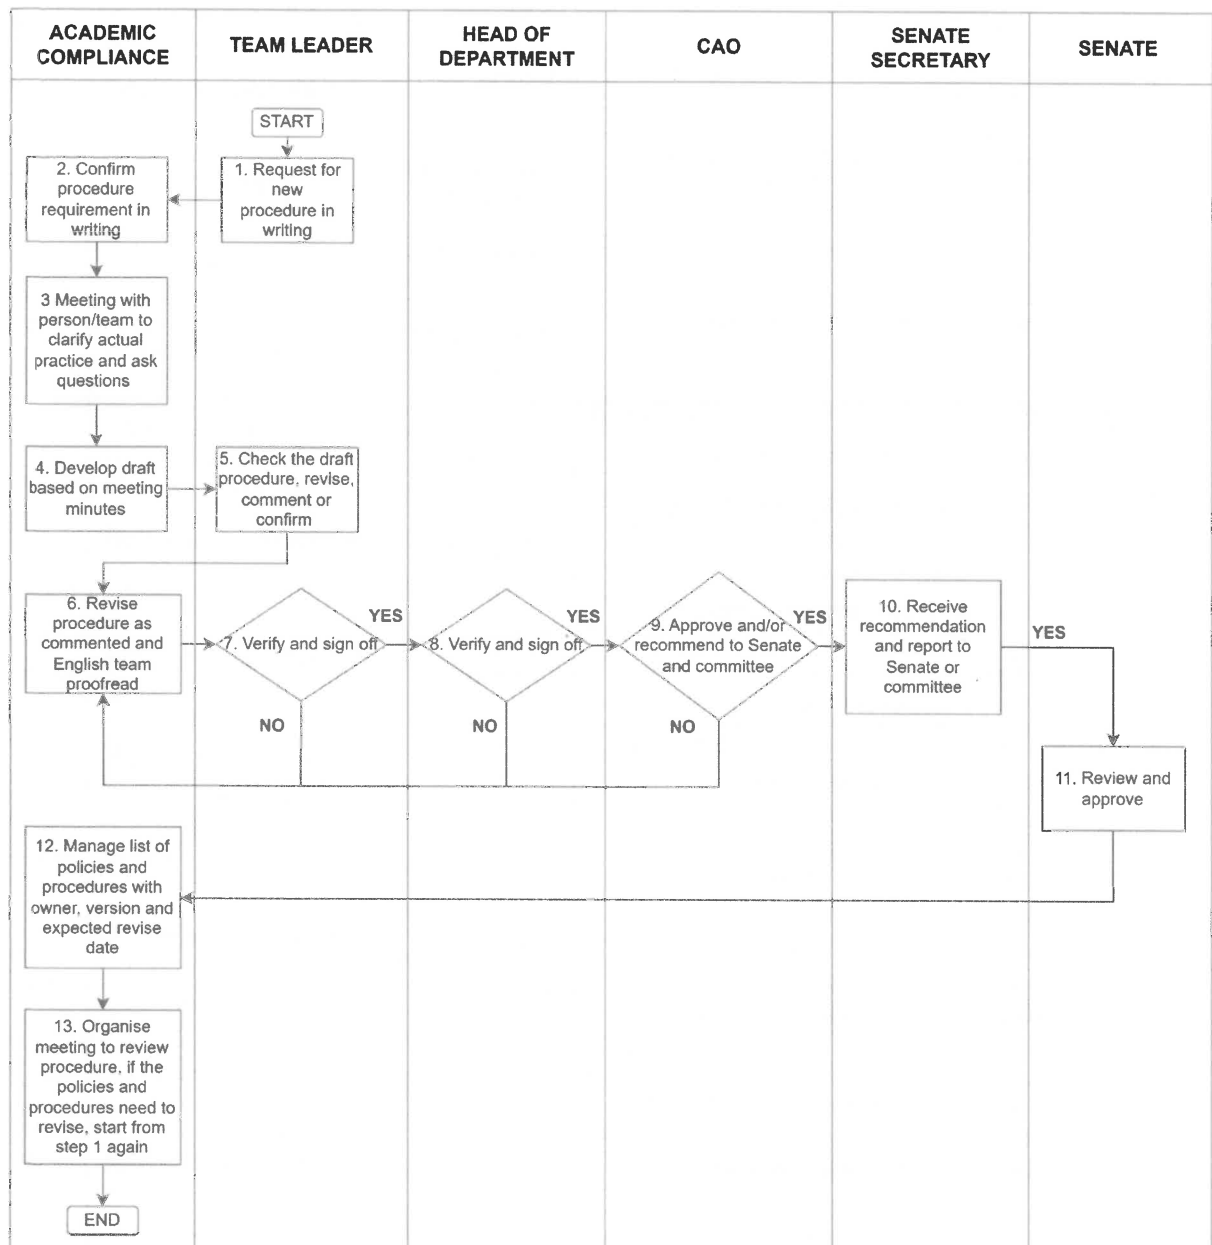 ACADEMIC
COMPLIANCE
TEAM LEADER
HEAD OF
DEPARTMENT
CAO
SENATE
SECRETARY
SENATE
START
1. Request for
new
procedure in
writing
2. Confirm
procedure
requirement in
writing
3 Meeting with
person/team to
clarify actual
practice and ask
questions
4. Develop draft
based on meeting
minutes
5. Check the draft
procedure, revise,
comment or
confirm
6. Revise
procedure as
commented and
English team
proofread
7. Verify and sign off
YES
NO
8. Verify and sign off
YES
NO
9. Approve and/or
recommend to Senate
and committee
YES
NO
10. Receive
recommendation
and report to
Senate or
committee
YES
11. Review and
approve
12. Manage list of
policies and
procedures with
owner, version and
expected revise
date
13. Organise
meeting to review
procedure, if the
policies and
procedures need to
revise, start from
step 1 again
END